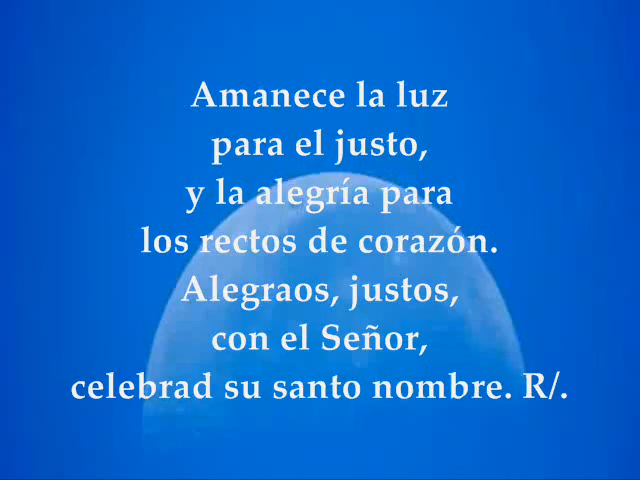 Amanece la luz
para el justo,
y la alegría para
los rectos de corazón.
Alegraos, justos,
con el Señor,
celebrad su santo nombre. R/.